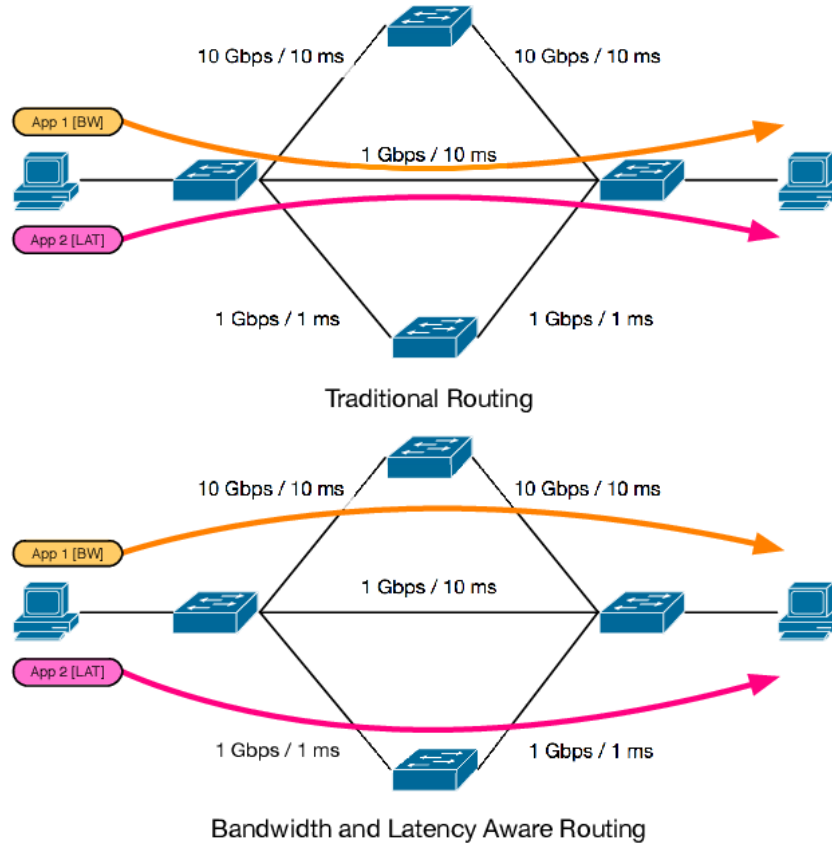 10 Gbps / 10 ms
10 Gbps / 10 ms
App 1 [BW]
1 Gbps / 10 ms
App 2 [LAT]
1 Gbps / 1 ms
1 Gbps / 1 ms
Traditional Routing
10 Gbps / 10 ms
10 Gbps / 10 ms
App 1 [BW]
1 Gbps / 10 ms
App 2 [LAT]
1 Gbps / 1 ms
1 Gbps / 1 ms
Bandwidth and Latency Aware Routing